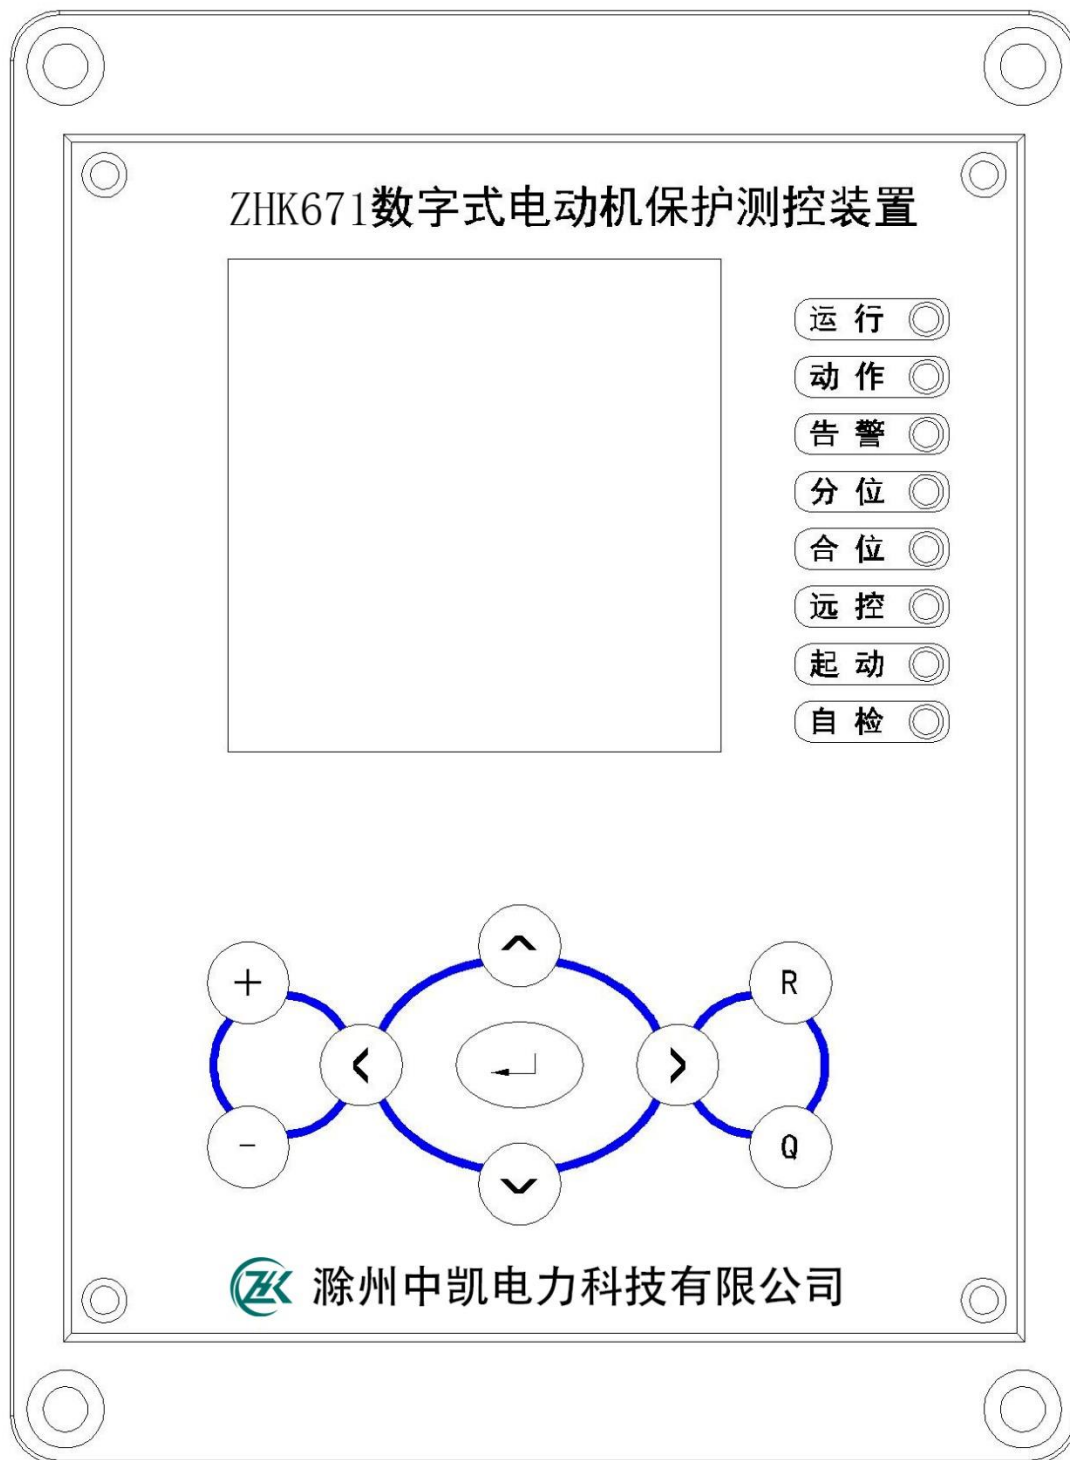 ZHK671数字式电动机保护测控装置
运行
动作
告警
分位
合位
远控
起动
自检
+
R
-
Q
ZHK 滁州中凯电力科技有限公司